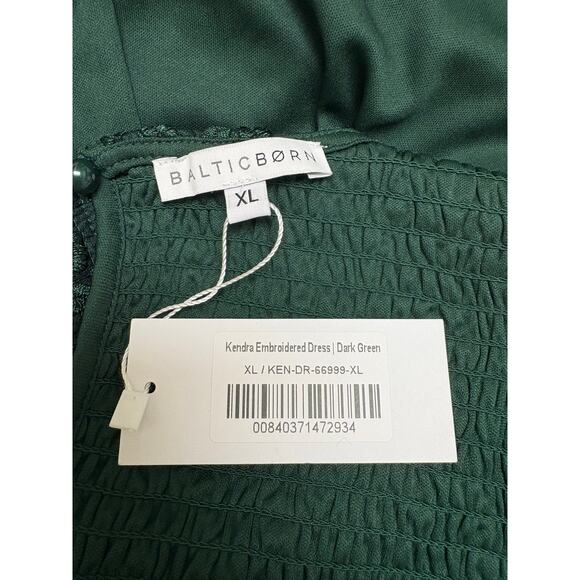 BALTICBØRN
XL
Kendra Embroidered Dress | Dark Green
XL / KEN-DR-66999-XL
00840371472934